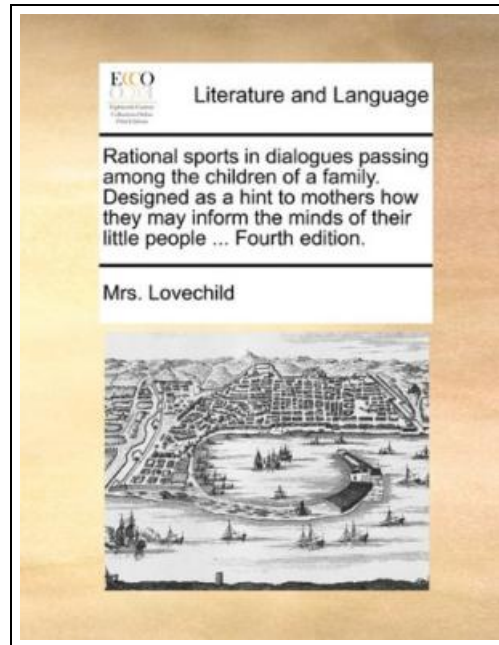 ECCO
Literature and Language
Rational sports in dialogues passing
among the children of a family.
Designed as a hint to mothers how
they may inform the minds of their
little people ... Fourth edition.
Mrs. Lovechild